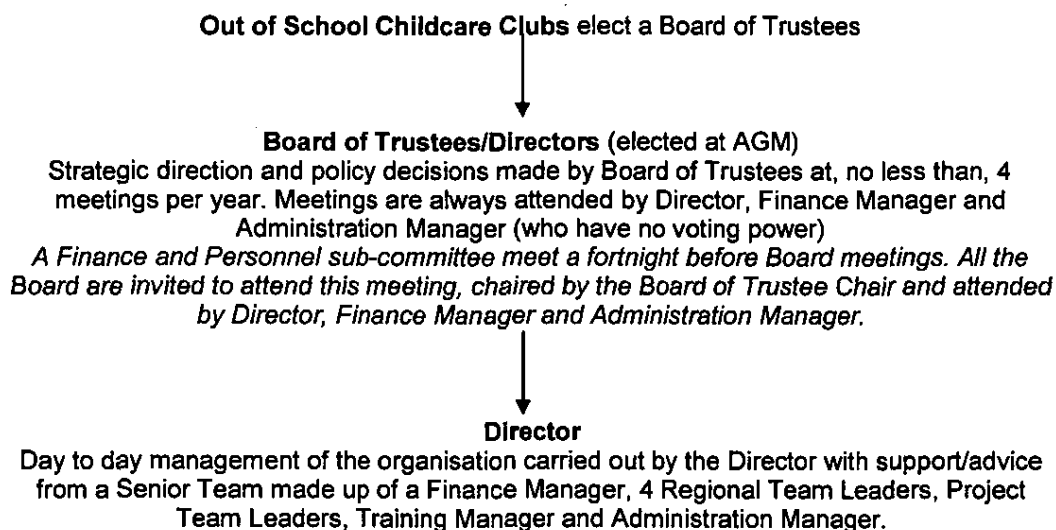 Out of School Childcare Clubs elect a Board of Trustees
Board of Trustees/Directors (elected at AGM)
Strategic direction and policy decisions made by Board of Trustees at, no less than, 4
meetings per year. Meetings are always attended by Director, Finance Manager and
Administration Manager (who have no voting power)
A Finance and Personnel sub-committee meet a fortnight before Board meetings. All the
Board are invited to attend this meeting, chaired by the Board of Trustee Chair and attended
by Director, Finance Manager and Administration Manager.
Director
Day to day management of the organisation carried out by the Director with support/advice
from a Senior Team made up of a Finance Manager, 4 Regional Team Leaders, Project
Team Leaders, Training Manager and Administration Manager.